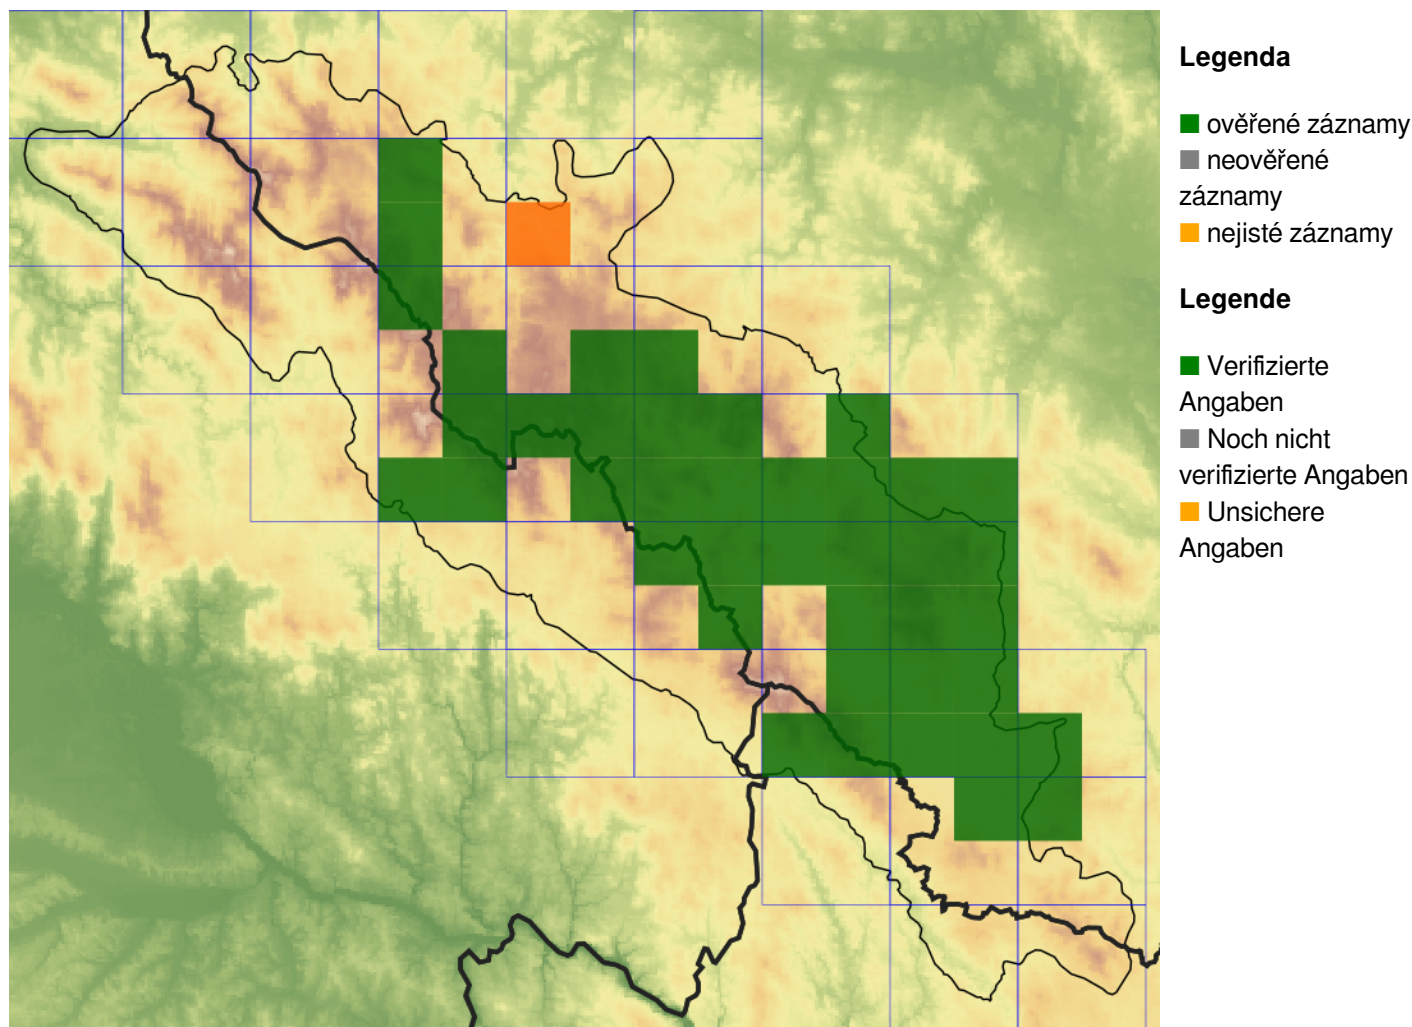 Legenda
ověřené záznamy
neověřené
záznamy
nejisté záznamy
Legende
Verifizierte
Angaben
Noch nicht
verifizierte Angaben
Unsichere
Angaben